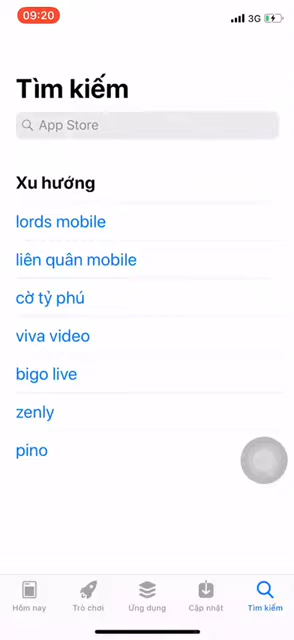 09:20
3G
Tìm kiếm
App Store
Xu hướng
lords mobile
liên quân mobile
cờ tỷ phú
viva video
bigo live
zenly
pino
Hôm nay
Trò chơi
Ứng dụng
Cập nhật
Tìm kiếm